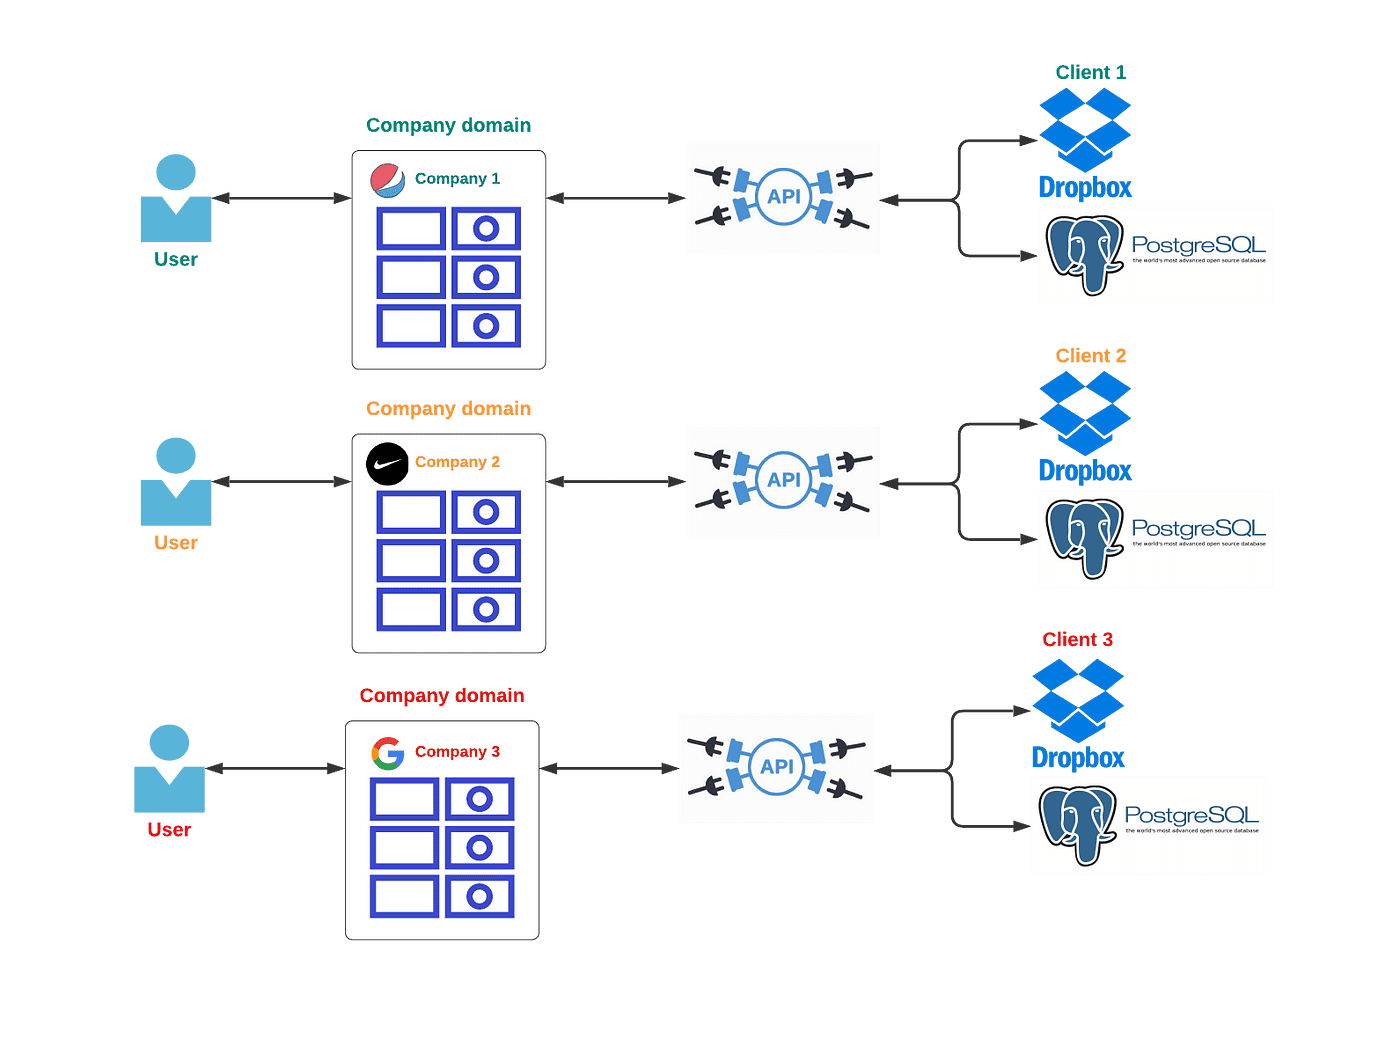 Client 1
Company domain
Company 1
User
API
Dropbox
PostgreSQL
the world's most advanced open source database
Client 2
Company domain
Company 2
User
API
Dropbox
PostgreSQL
the world's most advanced open source database
Client 3
Company domain
Company 3
User
API
Dropbox
PostgreSQL
the world's most advanced open source database